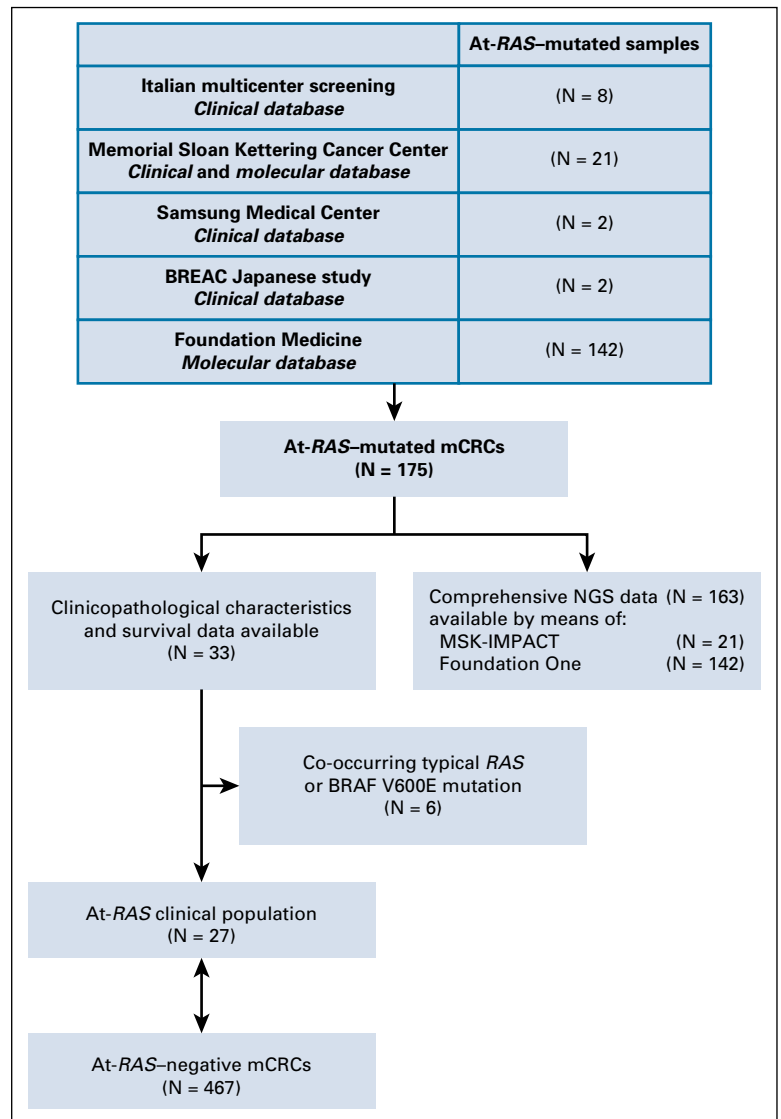 At-RAS–mutated samples
Italian multicenter screening
Clinical database
(N = 8)
Memorial Sloan Kettering Cancer Center
Clinical and molecular database
(N = 21)
Samsung Medical Center
Clinical database
(N = 2)
BREAC Japanese study
Clinical database
(N = 2)
Foundation Medicine
Molecular database
(N = 142)
At-RAS–mutated mCRCs
(N = 175)
Clinicopathological characteristics
and survival data available
(N = 33)
Comprehensive NGS data (N = 163)
available by means of:
MSK-IMPACT (N = 21)
Foundation One (N = 142)
Co-occurring typical RAS
or BRAF V600E mutation
(N = 6)
At-RAS clinical population
(N = 27)
At-RAS–negative mCRCs
(N = 467)